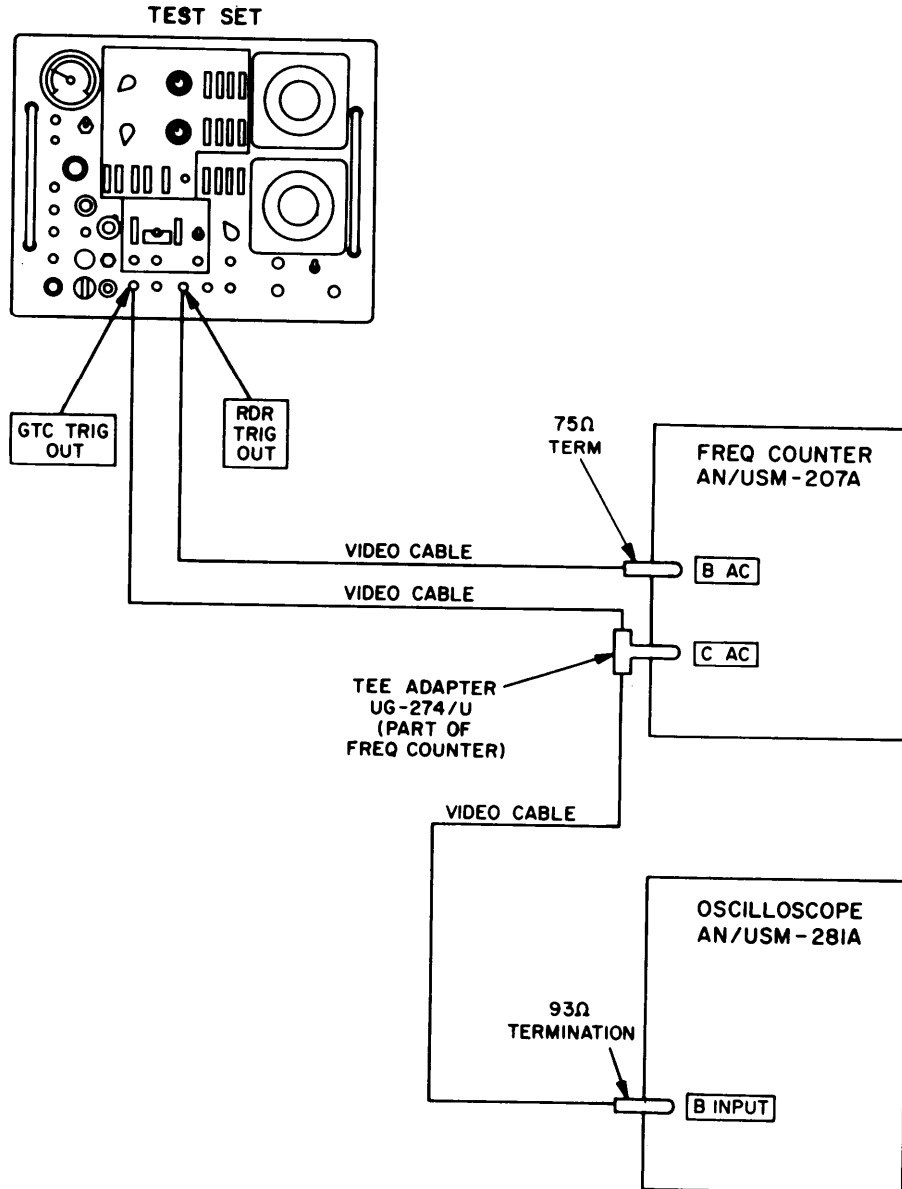 TEST SET
GTC TRIG
OUT
RDR
TRIG
OUT
75Ω
TERM
FREQ COUNTER
AN/USM-207A
VIDEO CABLE
B AC
VIDEO CABLE
C AC
TEE ADAPTER
UG-274/U
(PART OF
FREQ COUNTER)
VIDEO CABLE
OSCILLOSCOPE
AN/USM-281A
93Ω
TERMINATION
B INPUT